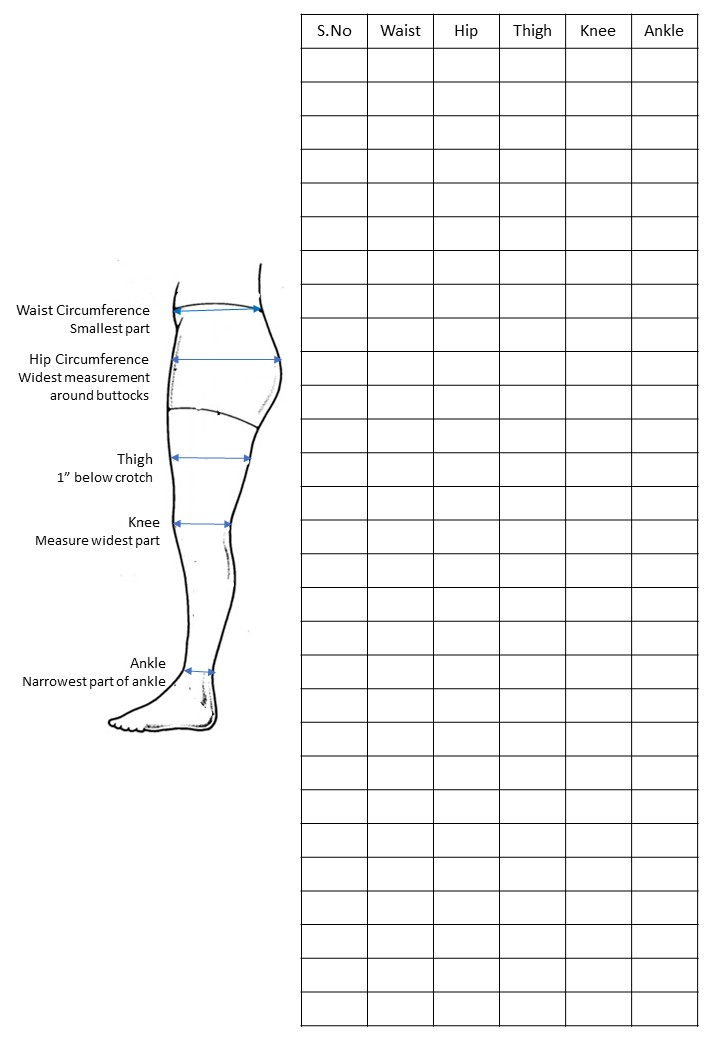 S.No Waist Hip Thigh Knee Ankle
Waist Circumference
Smallest part
Hip Circumference
Widest measurement
around buttocks
Thigh
1” below crotch
Knee
Measure widest part
Ankle
Narrowest part of ankle